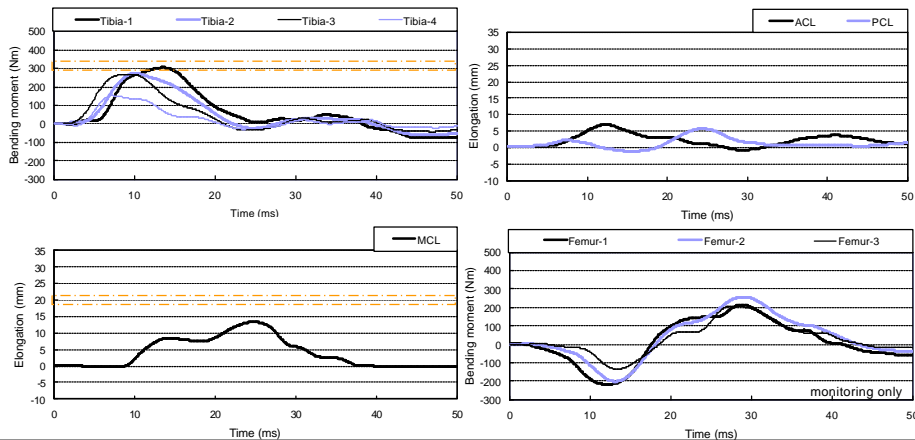 Tibia-1 Tibia-2 Tibia-3 Tibia-4
Bending moment (Nm)
500
400
300
200
100
0
-100
-200
-300
0 10 20 30 40 50
Time (ms)
ACL PCL
Elongation (mm)
35
30
25
20
15
10
5
0
-5
-10
0 10 20 30 40 50
Time (ms)
MCL
Elongation (mm)
35
30
25
20
15
10
5
0
-5
-10
0 10 20 30 40 50
Time (ms)
Femur-1 Femur-2 Femur-3
Bending moment (Nm)
500
400
300
200
100
0
-100
-200
-300
monitoring only
0 10 20 30 40 50
Time (ms)